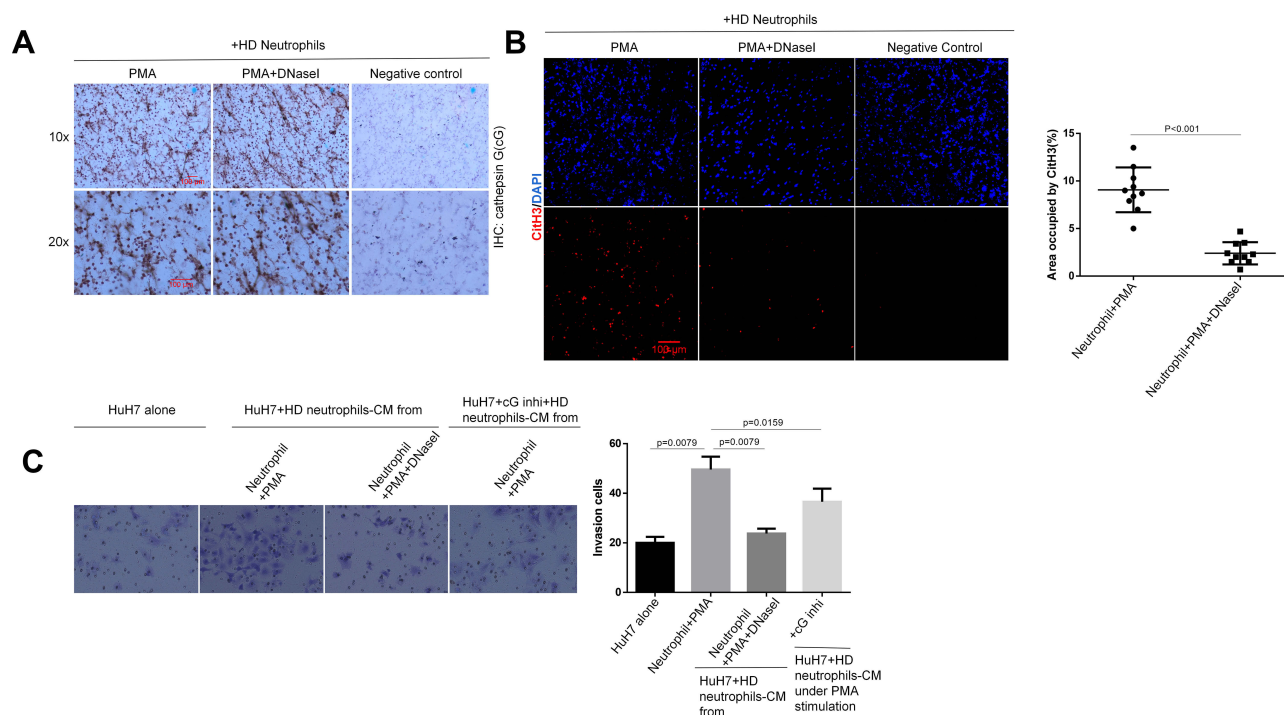 A
+HD Neutrophils
PMA
PMA+DNaseI
Negative control
10x
20x
100 μm
100 μm
IHC: cathepsin G(cG)
B
+HD Neutrophils
PMA
PMA+DNaseI
Negative Control
CitH3/DAPI
100 μm
Area occupied by CitH3(%)
15
10
5
0
P<0.001
Neutrophil+PMA
Neutrophil+PMA+DNaseI
C
HuH7 alone
HuH7+HD neutrophils-CM from
HuH7+cG inhi+HD
neutrophils-CM from
Neutrophil
+PMA
Neutrophil
+PMA+DNaseI
Neutrophil
+PMA
Invasion cells
60
40
20
0
p=0.0159
p=0.0079
p=0.0079
HuH7 alone
Neutrophil+PMA
Neutrophil
+PMA+DNaseI
+cG inhi
HuH7+HD
neutrophils-CM
from
HuH7+HD
neutrophils-CM
under PMA
stimulation